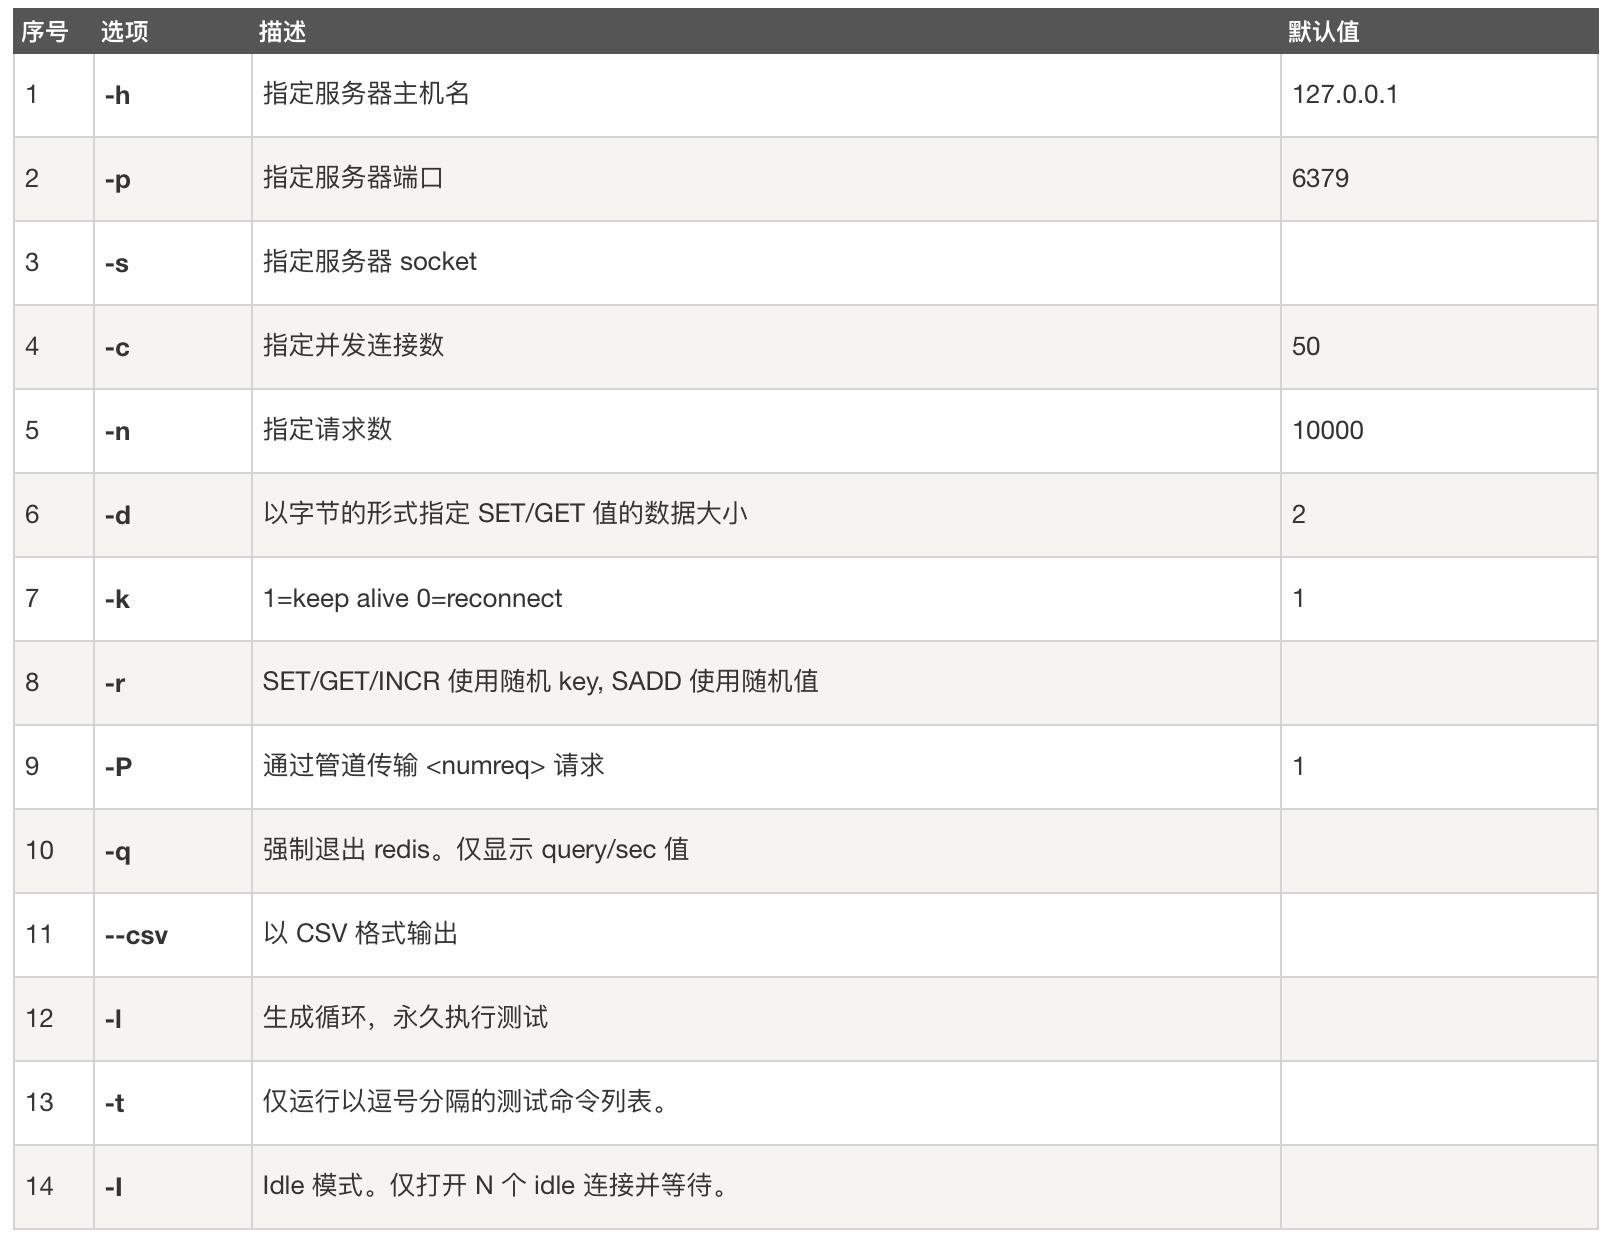 序号 选项 描述 默认值
1 -h 指定服务器主机名 127.0.0.1
2 -p 指定服务器端口 6379
3 -s 指定服务器 socket
4 -c 指定并发连接数 50
5 -n 指定请求数 10000
6 -d 以字节的形式指定 SET/GET 值的数据大小 2
7 -k 1=keep alive 0=reconnect 1
8 -r SET/GET/INCR 使用随机 key, SADD 使用随机值
9 -P 通过管道传输 <numreq> 请求 1
10 -q 强制退出 redis。仅显示 query/sec 值
11 --csv 以 CSV 格式输出
12 -l 生成循环，永久执行测试
13 -t 仅运行以逗号分隔的测试命令列表。
14 -I Idle 模式。仅打开 N 个 idle 连接并等待。